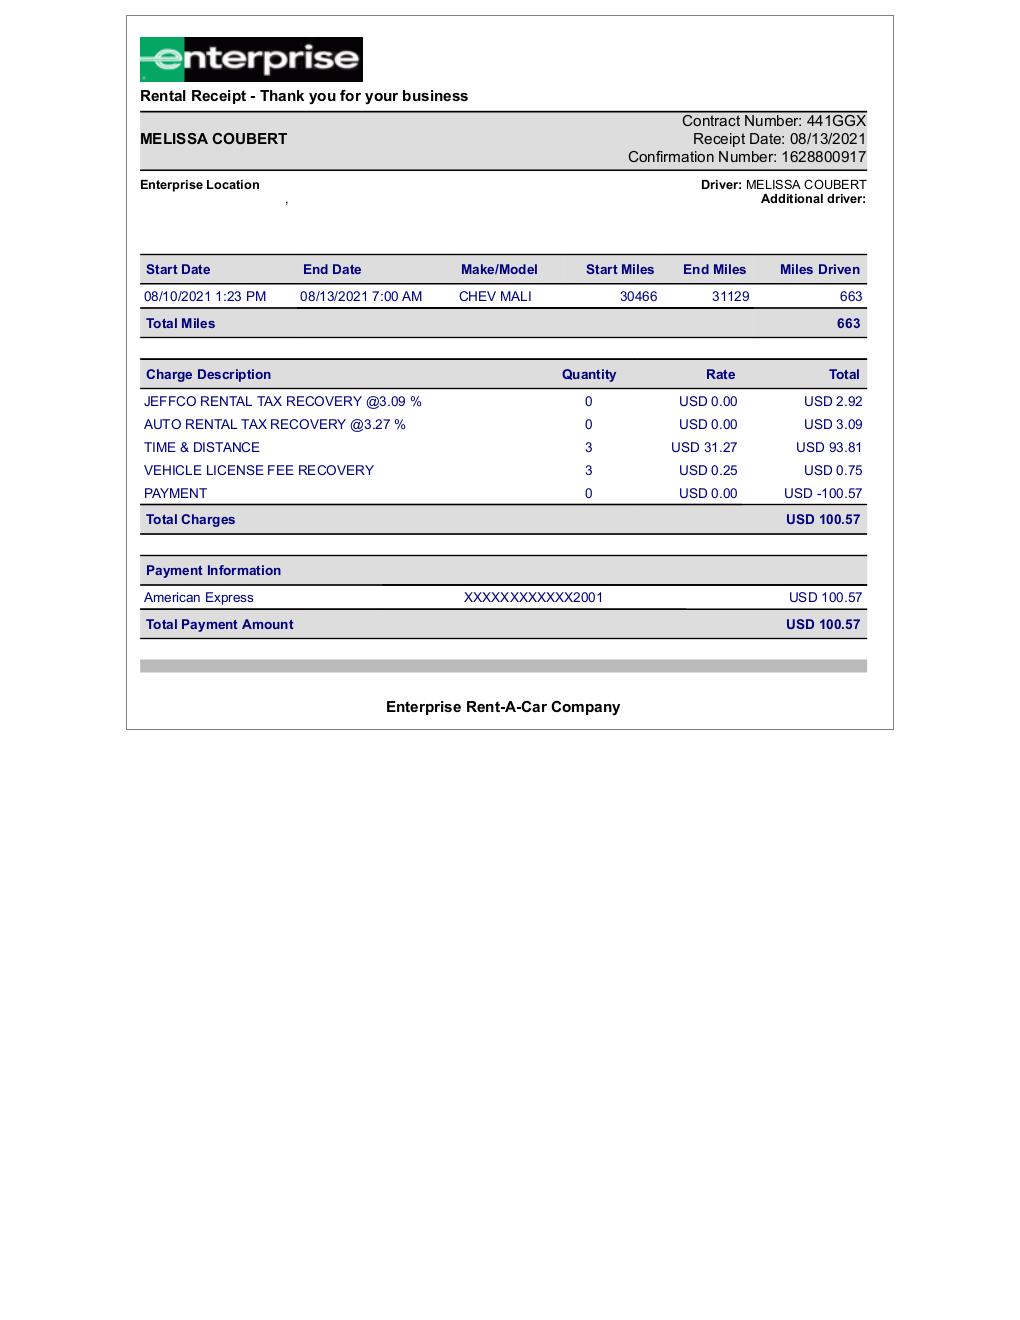 enterprise
Rental Receipt - Thank you for your business
MELISSA COUBERT
Contract Number: 441GGX
Receipt Date: 08/13/2021
Confirmation Number: 1628800917
Enterprise Location
,
Driver: MELISSA COUBERT
Additional driver:
Start Date End Date Make/Model Start Miles End Miles Miles Driven
08/10/2021 1:23 PM 08/13/2021 7:00 AM CHEV MALI 30466 31129 663
Total Miles 663
Charge Description Quantity Rate Total
JEFFCO RENTAL TAX RECOVERY @3.09 % 0 USD 0.00 USD 2.92
AUTO RENTAL TAX RECOVERY @3.27 % 0 USD 0.00 USD 3.09
TIME & DISTANCE 3 USD 31.27 USD 93.81
VEHICLE LICENSE FEE RECOVERY 3 USD 0.25 USD 0.75
PAYMENT 0 USD 0.00 USD -100.57
Total Charges USD 100.57
Payment Information
American Express XXXXXXXXXXXX2001 USD 100.57
Total Payment Amount USD 100.57
Enterprise Rent-A-Car Company